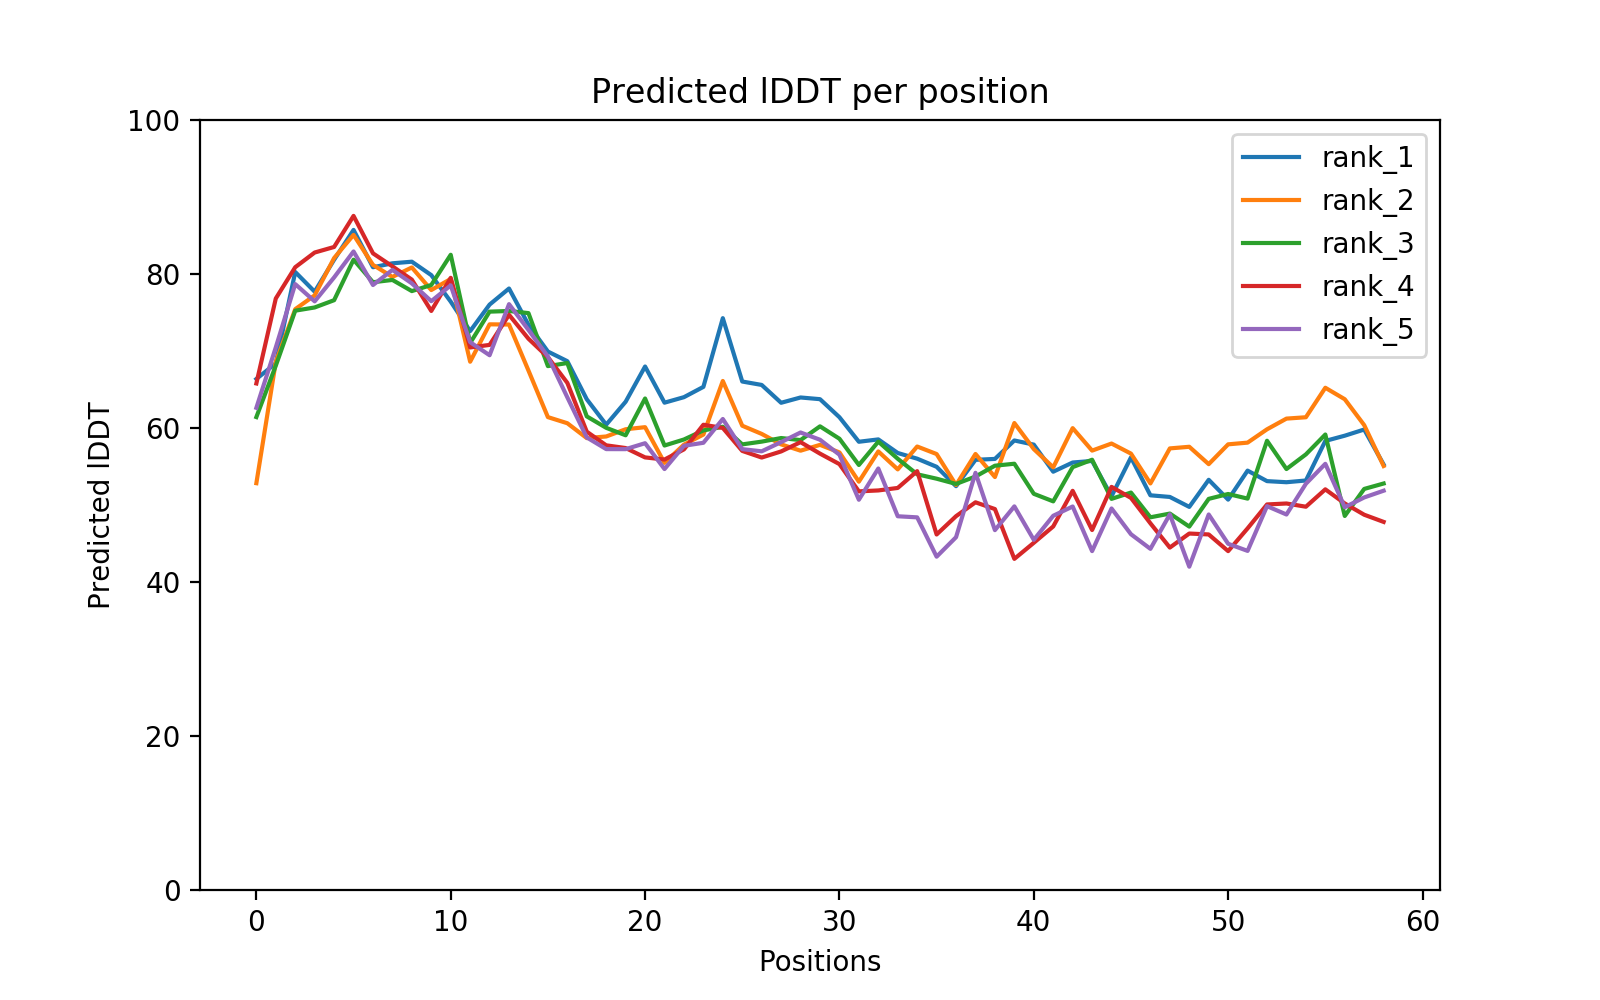 Predicted lDDT per position
100
80
60
40
20
0
Predicted lDDT
rank_1
rank_2
rank_3
rank_4
rank_5
0 10 20 30 40 50 60
Positions